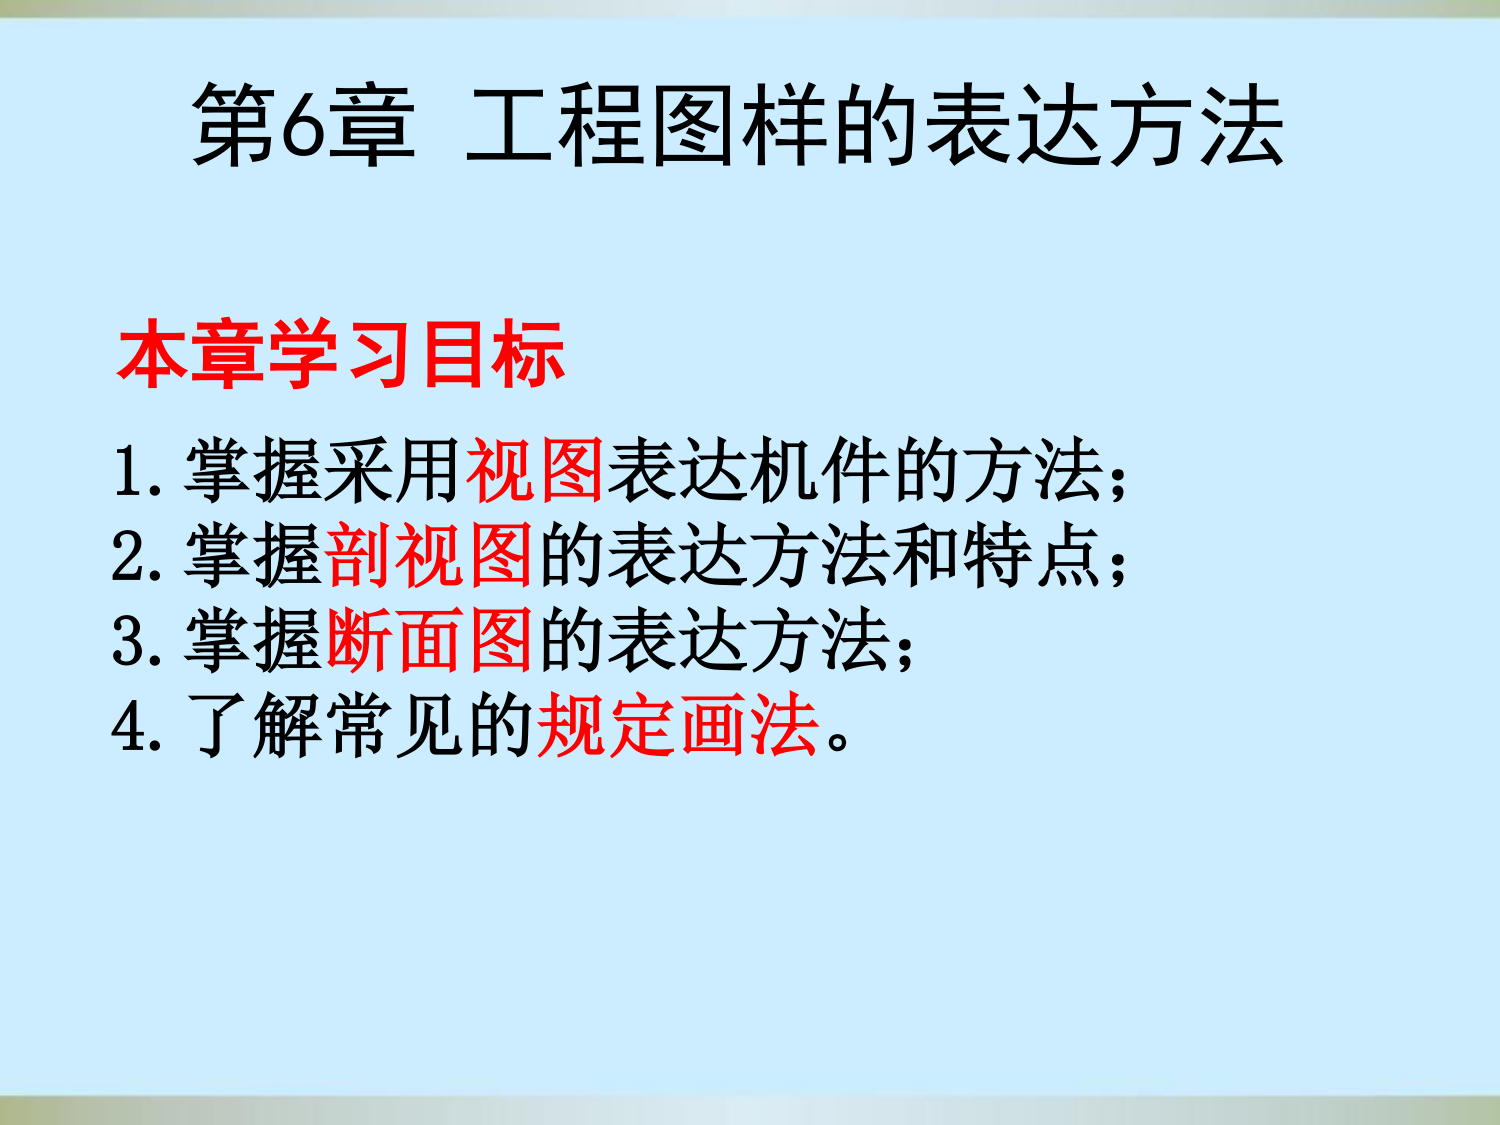 第6章 工程图样的表达方法
本章学习目标
1.掌握采用视图表达机件的方法；
2.掌握剖视图的表达方法和特点；
3.掌握断面图的表达方法；
4.了解常见的规定画法。